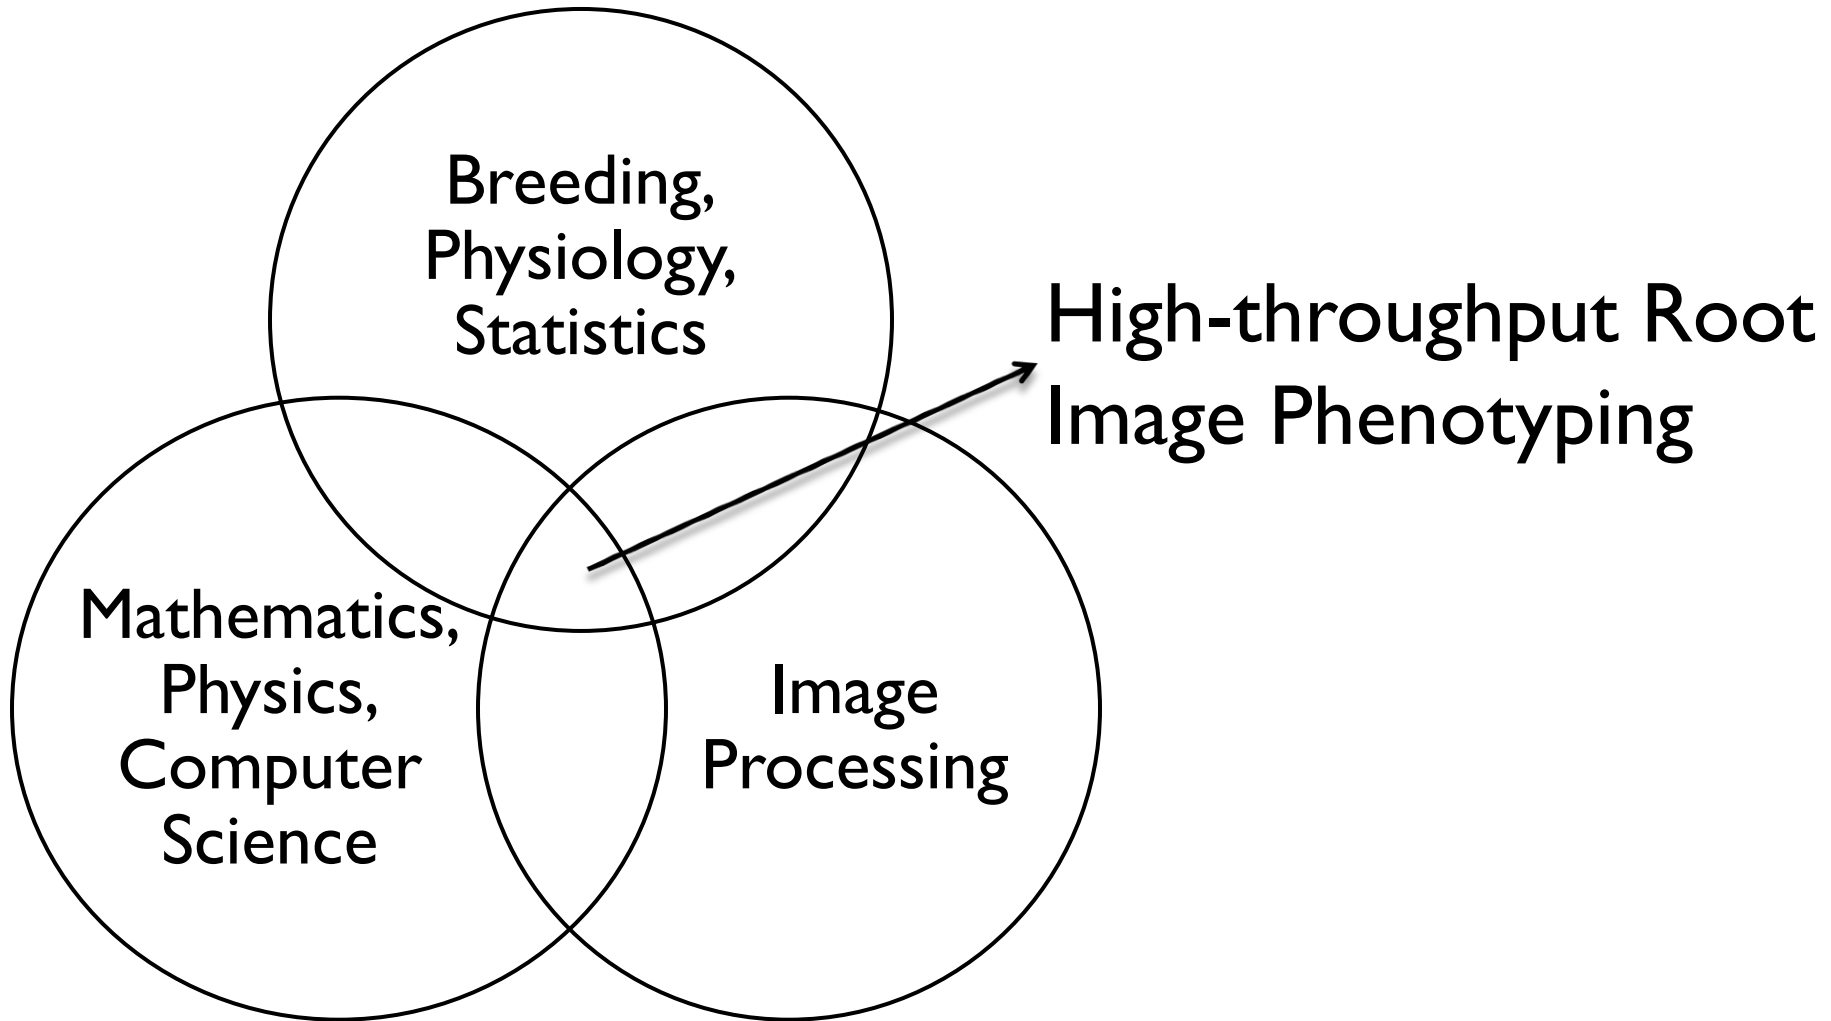 Breeding,
Physiology,
Statistics
High-throughput Root
Image Phenotyping
Mathematics,
Physics,
Computer
Science
Image
Processing